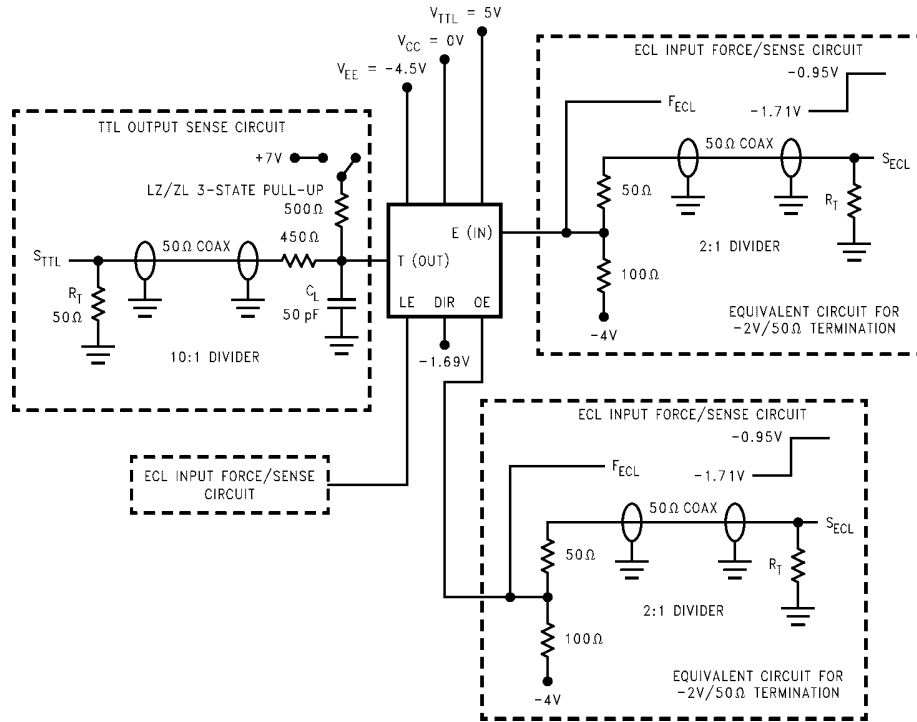 V_TTL = 5V
V_CC = 0V
V_EE = -4.5V
TTL OUTPUT SENSE CIRCUIT
+7V
LZ/ZL 3-STATE PULL-UP
500Ω
450Ω
50Ω COAX
S_TTL
R_T
50Ω
C_L
50 pF
10:1 DIVIDER
E (IN)
T (OUT)
LE DIR OE
-1.69V
ECL INPUT FORCE/SENSE CIRCUIT
-0.95V
-1.71V
F_ECL
50Ω COAX
S_ECL
50Ω
R_T
2:1 DIVIDER
100Ω
-4V
EQUIVALENT CIRCUIT FOR
-2V/50Ω TERMINATION
ECL INPUT FORCE/SENSE
CIRCUIT
ECL INPUT FORCE/SENSE CIRCUIT
-0.95V
-1.71V
F_ECL
50Ω COAX
S_ECL
50Ω
R_T
2:1 DIVIDER
100Ω
-4V
EQUIVALENT CIRCUIT FOR
-2V/50Ω TERMINATION